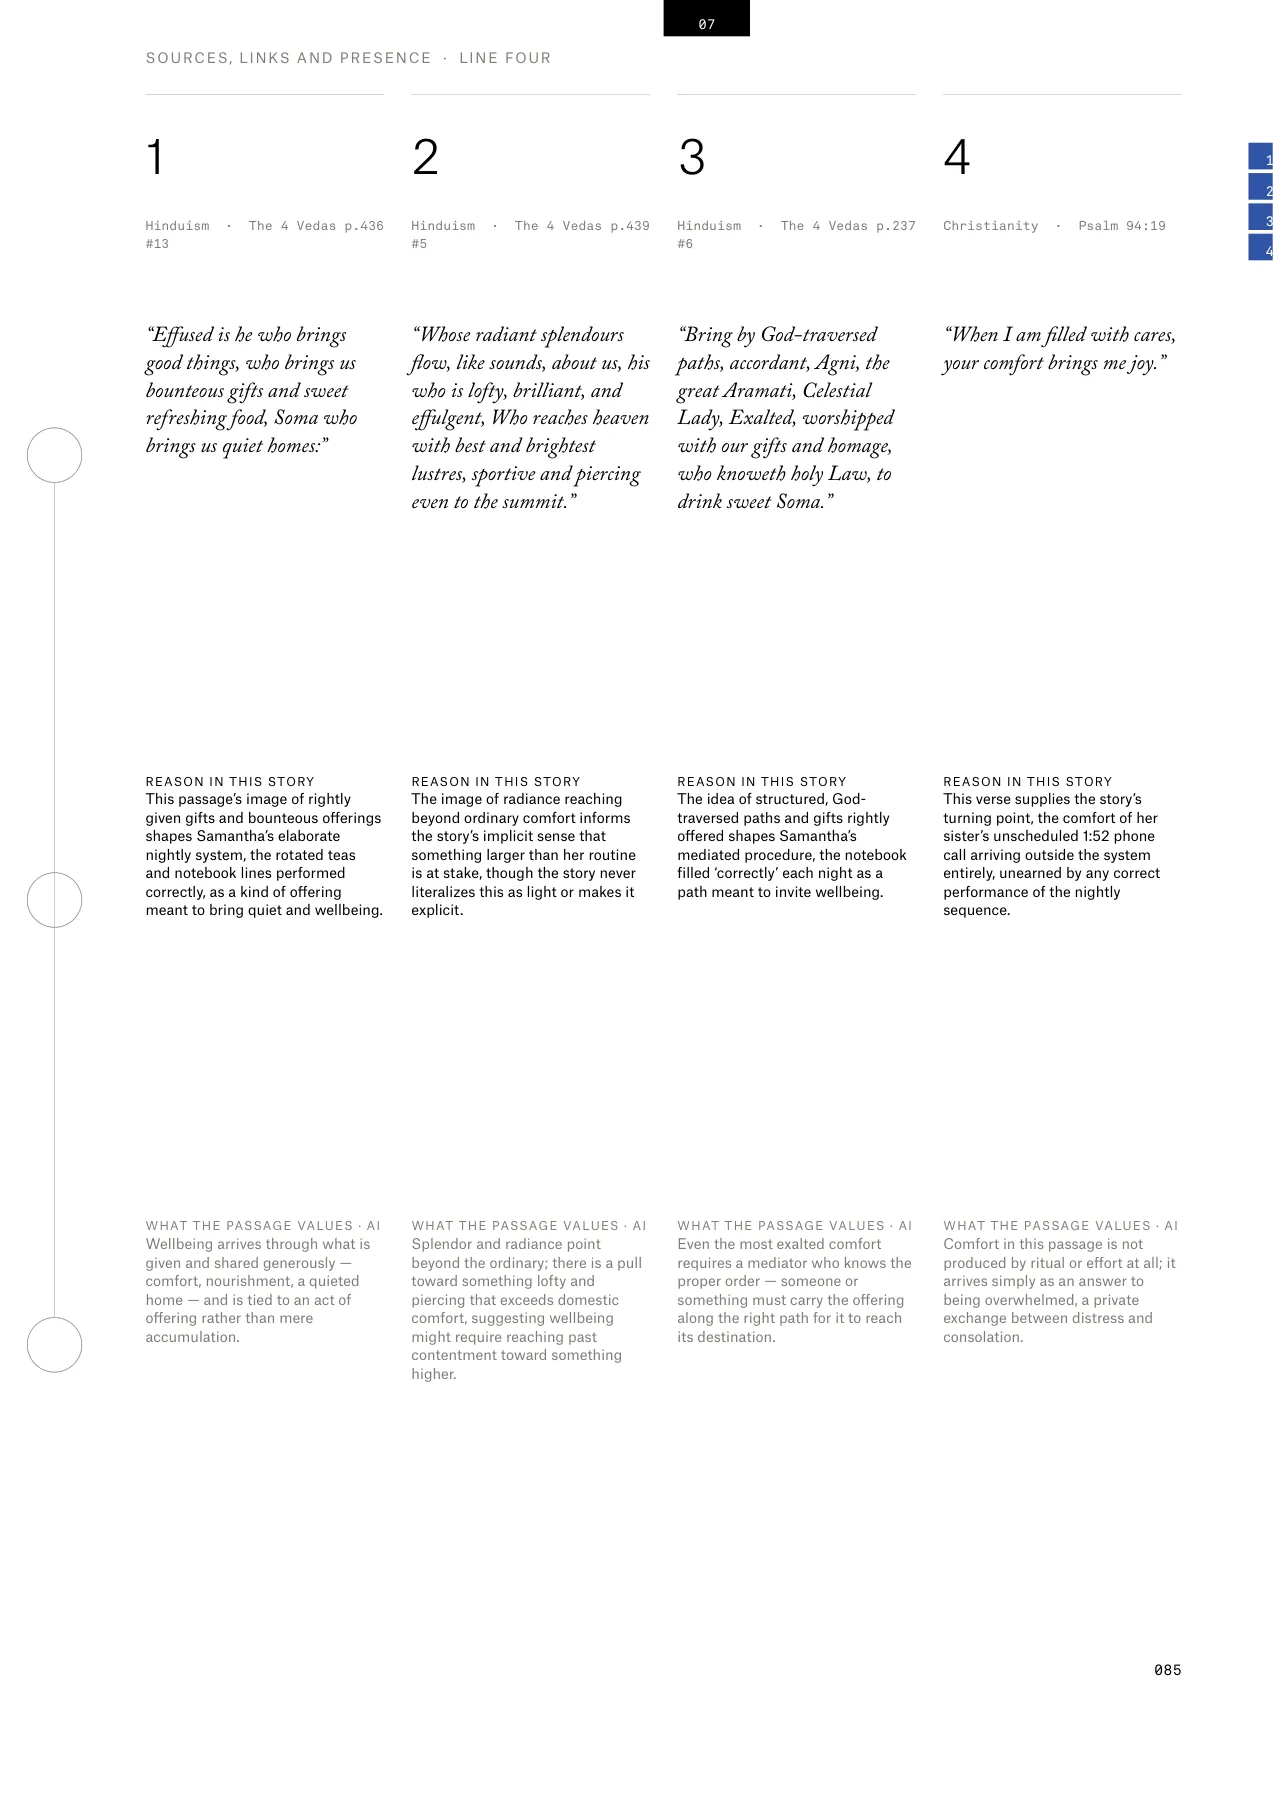 07
SOURCES, LINKS AND PRESENCE · LINE FOUR
1
Hinduism · The 4 Vedas p.436
#13
“Effused is he who brings
good things, who brings us
bounteous gifts and sweet
refreshing food, Soma who
brings us quiet homes:”
REASON IN THIS STORY
This passage’s image of rightly
given gifts and bounteous offerings
shapes Samantha’s elaborate
nightly system, the rotated teas
and notebook lines performed
correctly, as a kind of offering
meant to bring quiet and wellbeing.
WHAT THE PASSAGE VALUES · AI
Wellbeing arrives through what is
given and shared generously —
comfort, nourishment, a quieted
home — and is tied to an act of
offering rather than mere
accumulation.
2
Hinduism · The 4 Vedas p.439
#5
“Whose radiant splendours
flow, like sounds, about us, his
who is lofty, brilliant, and
effulgent, Who reaches heaven
with best and brightest
lustres, sportive and piercing
even to the summit.”
REASON IN THIS STORY
The image of radiance reaching
beyond ordinary comfort informs
the story’s implicit sense that
something larger than her routine
is at stake, though the story never
literalizes this as light or makes it
explicit.
WHAT THE PASSAGE VALUES · AI
Splendor and radiance point
beyond the ordinary; there is a pull
toward something lofty and
piercing that exceeds domestic
comfort, suggesting wellbeing
might require reaching past
contentment toward something
higher.
3
Hinduism · The 4 Vedas p.237
#6
“Bring by God-traversed
paths, accordant, Agni, the
great Aramati, Celestial
Lady, Exalted, worshipped
with our gifts and homage,
who knoweth holy Law, to
drink sweet Soma.”
REASON IN THIS STORY
The idea of structured, God-
traversed paths and gifts rightly
offered shapes Samantha’s
mediated procedure, the notebook
filled ‘correctly’ each night as a
path meant to invite wellbeing.
WHAT THE PASSAGE VALUES · AI
Even the most exalted comfort
requires a mediator who knows the
proper order — someone or
something must carry the offering
along the right path for it to reach
its destination.
4
Christianity · Psalm 94:19
“When I am filled with cares,
your comfort brings me joy.”
REASON IN THIS STORY
This verse supplies the story’s
turning point, the comfort of her
sister’s unscheduled 1:52 phone
call arriving outside the system
entirely, unearned by any correct
performance of the nightly
sequence.
WHAT THE PASSAGE VALUES · AI
Comfort in this passage is not
produced by ritual or effort at all; it
arrives simply as an answer to
being overwhelmed, a private
exchange between distress and
consolation.
1
2
3
4
085